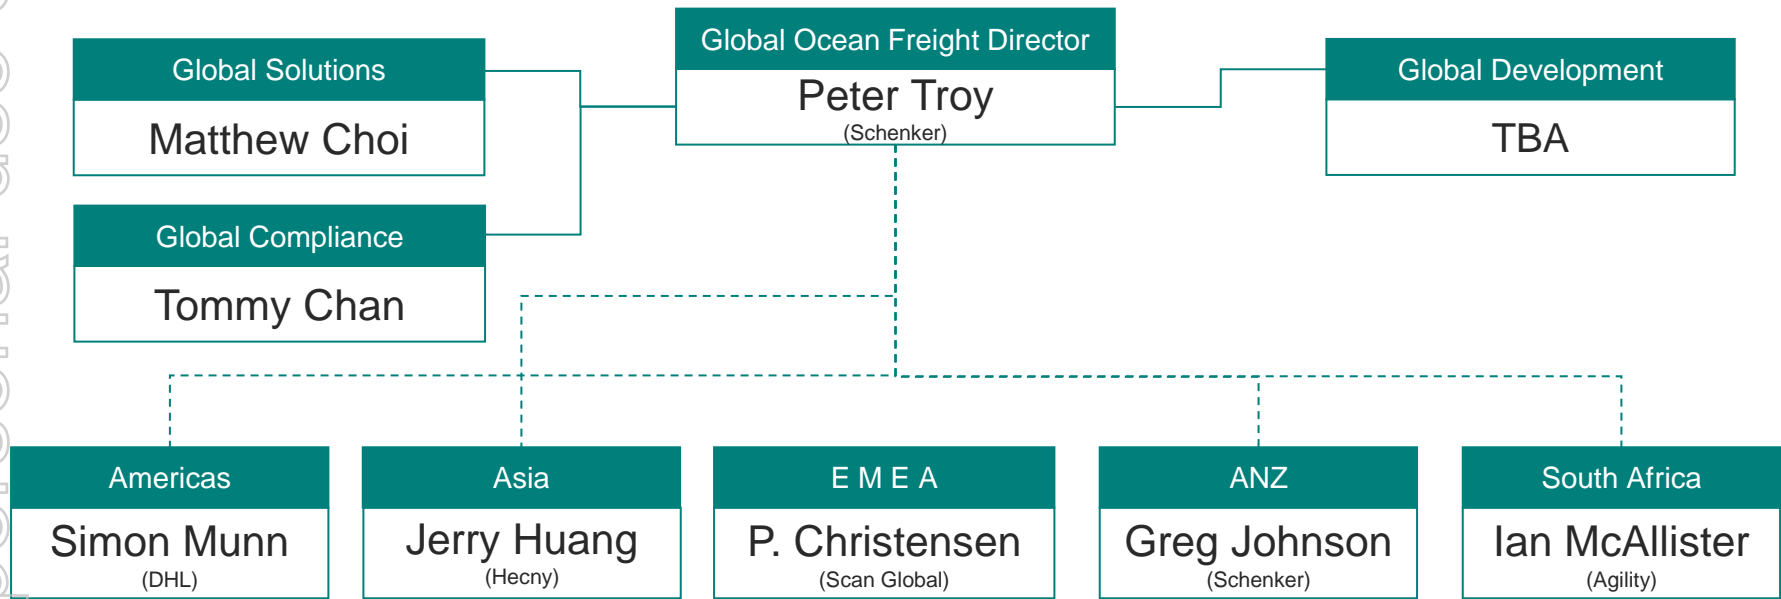 Global Ocean Freight Director
Peter Troy
(Schenker)
Global Solutions
Matthew Choi
Global Development
TBA
Global Compliance
Tommy Chan
Americas
Simon Munn
(DHL)
Asia
Jerry Huang
(Hecny)
E M E A
P. Christensen
(Scan Global)
ANZ
Greg Johnson
(Schenker)
South Africa
Ian McAllister
(Agility)